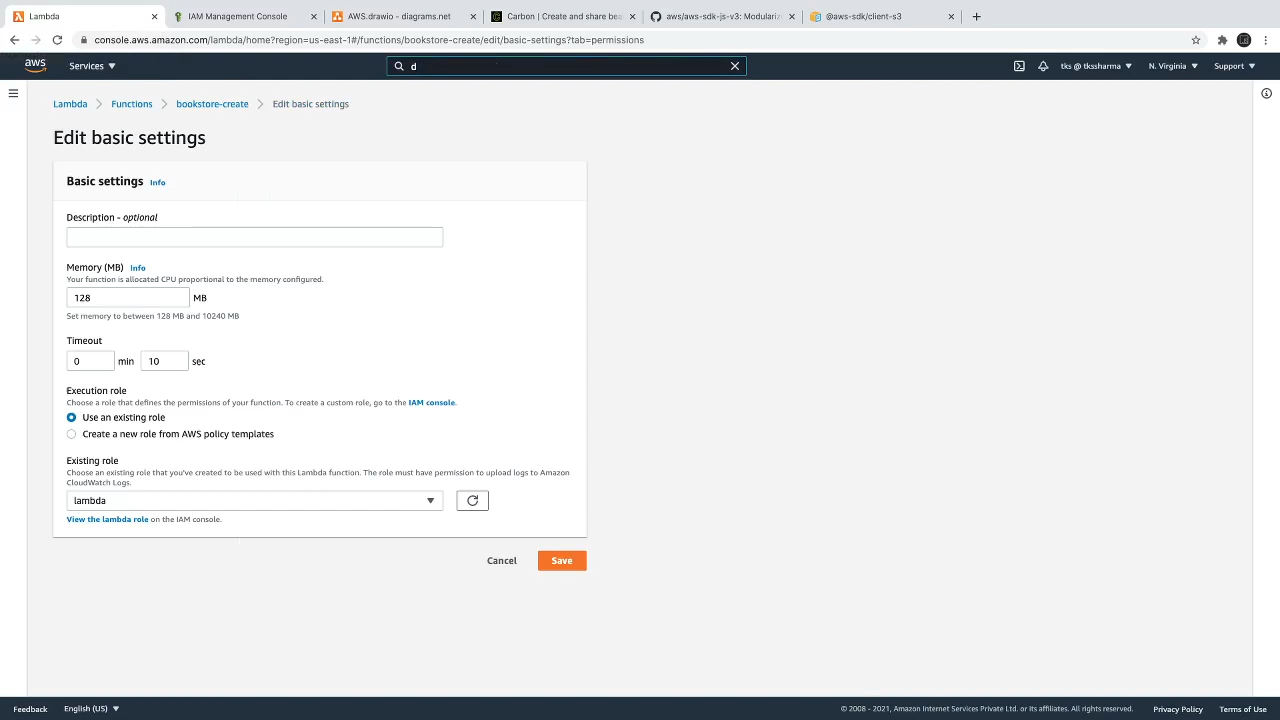 Lambda
IAM Management Console
AWS.drawio - diagrams.net
Carbon | Create and share bea
aws/aws-sdk-js-v3: Modulariz
@aws-sdk/client-s3
console.aws.amazon.com/lambda/home?region=us-east-1#/functions/bookstore-create/edit/basic-settings?tab=permissions
aws
Services
d
tks @ tkssharma
N. Virginia
Support
Lambda > Functions > bookstore-create > Edit basic settings
Edit basic settings
Basic settings Info
Description - optional
Memory (MB) Info
Your function is allocated CPU proportional to the memory configured.
128 MB
Set memory to between 128 MB and 10240 MB
Timeout
0 min 10 sec
Execution role
Choose a role that defines the permissions of your function. To create a custom role, go to the IAM console.
Use an existing role
Create a new role from AWS policy templates
Existing role
Choose an existing role that you've created to be used with this Lambda function. The role must have permission to upload logs to Amazon
CloudWatch Logs.
lambda
View the lambda role on the IAM console.
Cancel Save
Feedback English (US) © 2008 - 2021, Amazon Internet Services Private Ltd. or its affiliates. All rights reserved. Privacy Policy Terms of Use